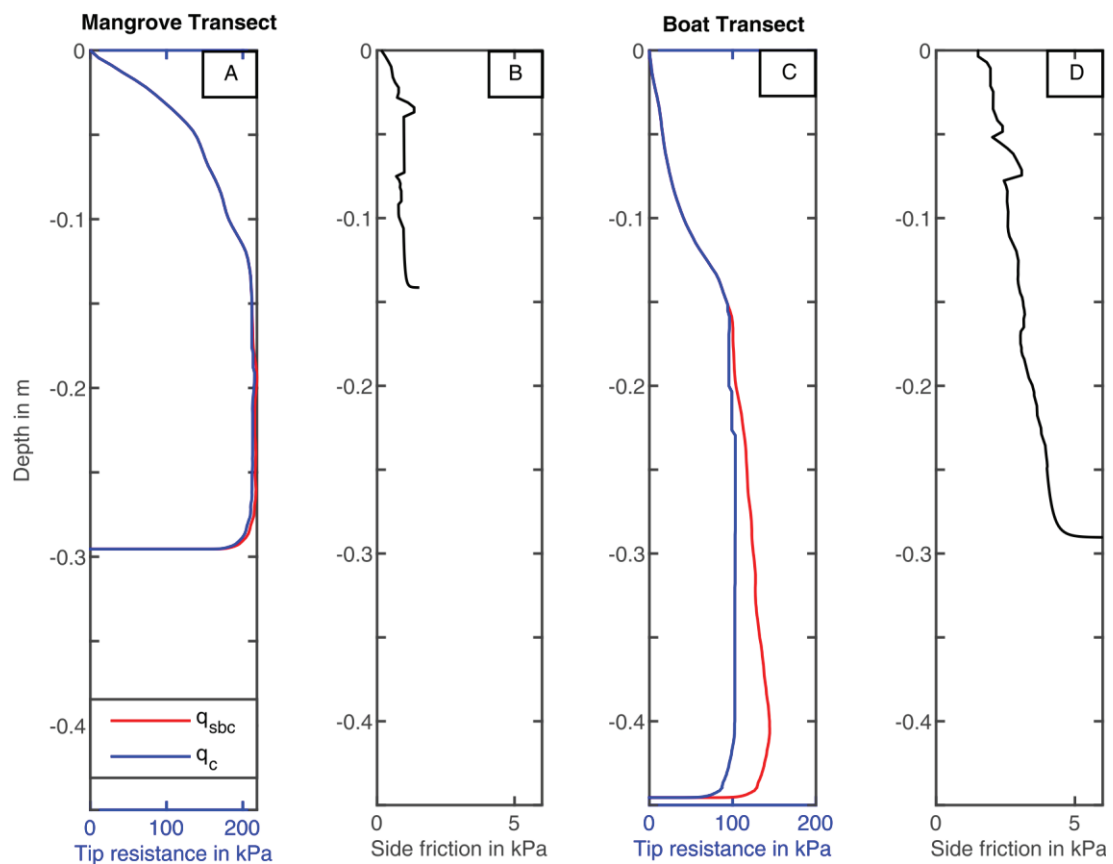 Mangrove Transect
Boat Transect
A
B
C
D
0
-0.1
-0.2
-0.3
-0.4
0
-0.1
-0.2
-0.3
-0.4
0
-0.1
-0.2
-0.3
-0.4
0
-0.1
-0.2
-0.3
-0.4
Depth in m
q_sbc
q_c
0 100 200
Tip resistance in kPa
0 5
Side friction in kPa
0 100 200
Tip resistance in kPa
0 5
Side friction in kPa